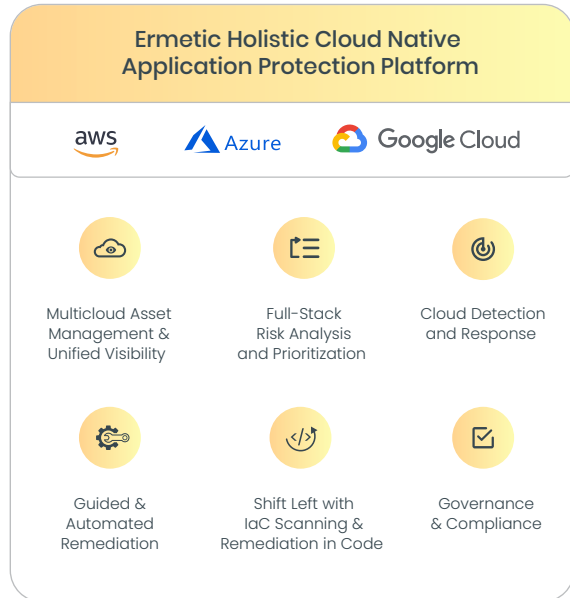 Ermetic Holistic Cloud Native
Application Protection Platform
aws
Azure
Google Cloud
Multicloud Asset
Management &
Unified Visibility
Full-Stack
Risk Analysis
and Prioritization
Cloud Detection
and Response
</>
Guided &
Automated
Remediation
Shift Left with
IaC Scanning &
Remediation in Code
Governance
& Compliance